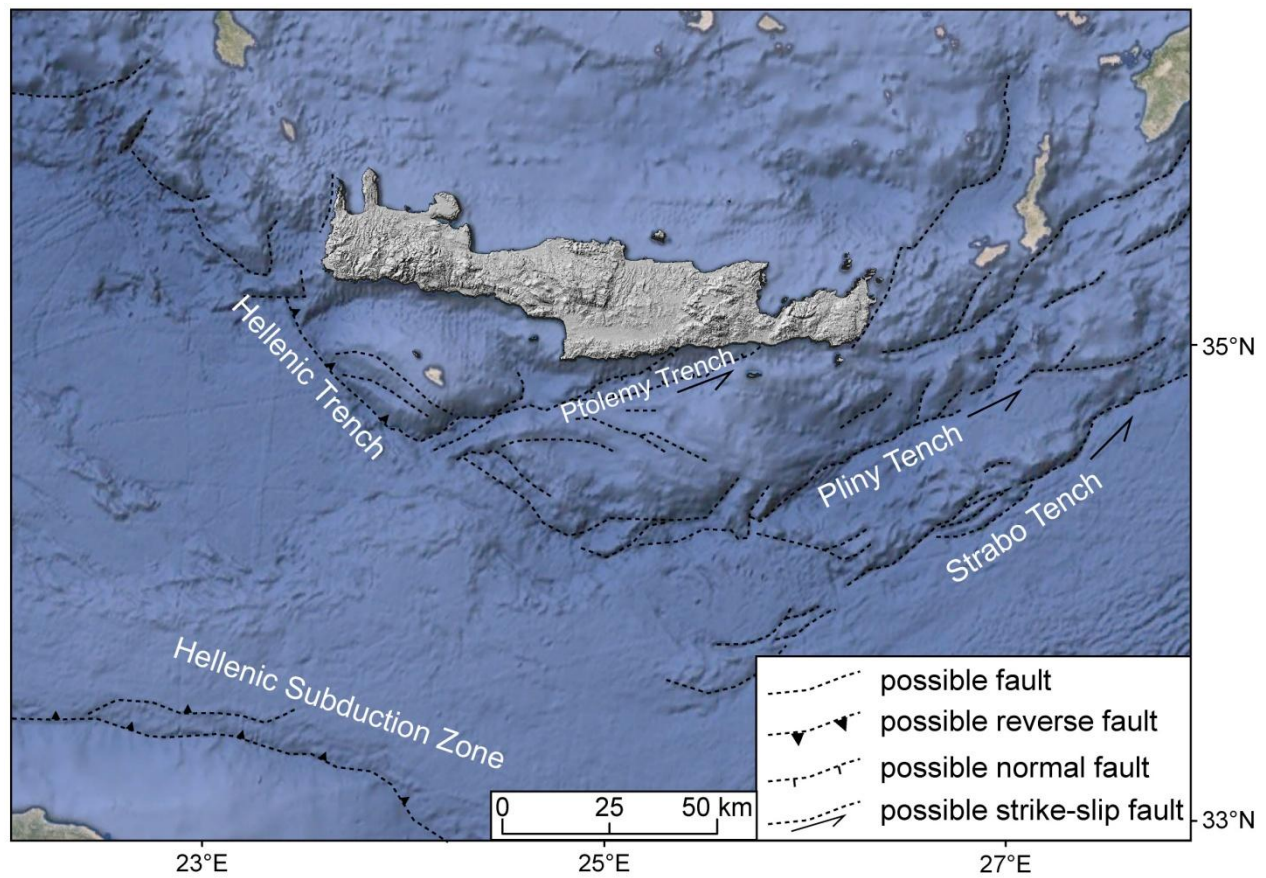 Hellenic Trench
Ptolemy Trench
Pliny Tench
Strabo Tench
Hellenic Subduction Zone
35°N
33°N
0 25 50 km
possible fault
possible reverse fault
possible normal fault
possible strike-slip fault
23°E 25°E 27°E